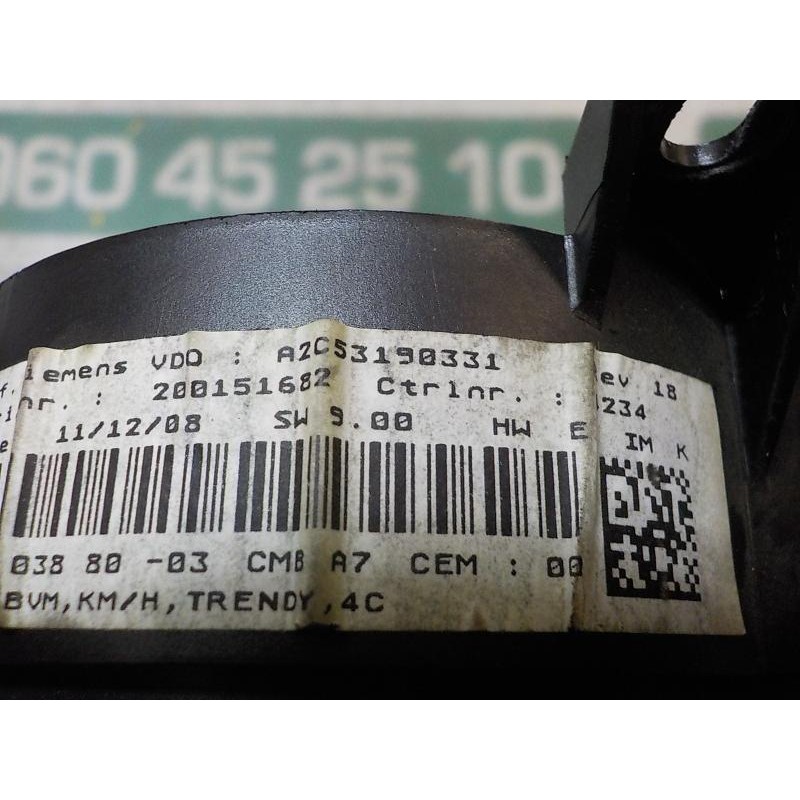 060 45 25 10
f. iemens VDO : A2C53190331 ev. 18
inr. : 200151682 Ctrlnr. : 234
e 11/12/08 SW 9.00 HW E IM K
038 80 -03 CMB A7 CEM : 00
BVM,KM/H,TRENDY,4C